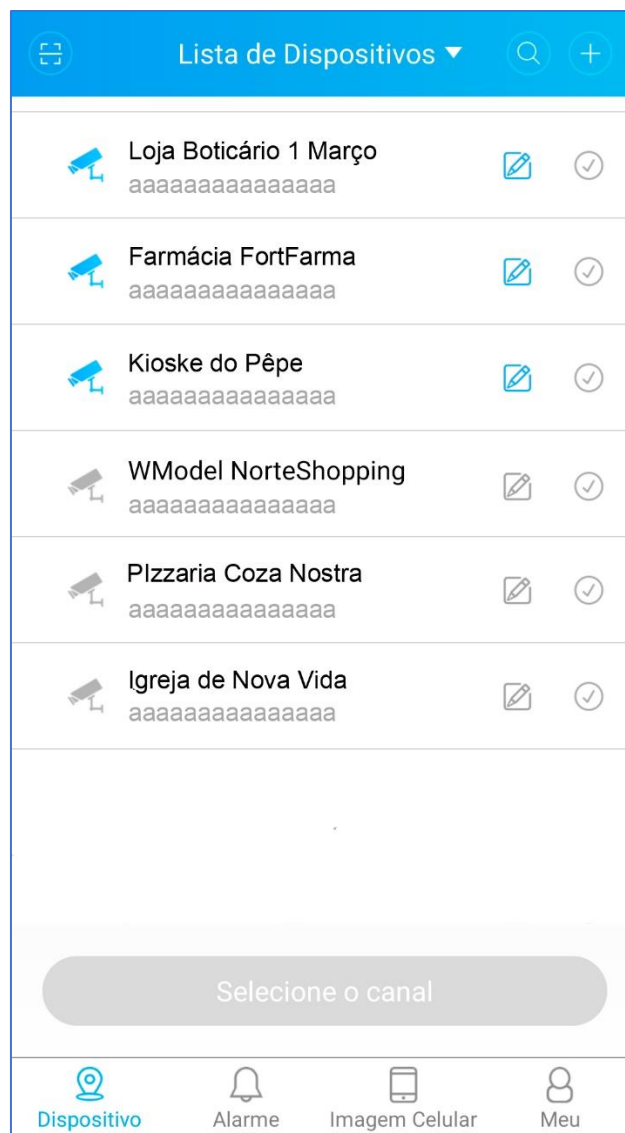 Lista de Dispositivos
Loja Boticário 1 Março
aaaaaaaaaaaaaaa
Farmácia FortFarma
aaaaaaaaaaaaaaa
Kioske do Pêpe
aaaaaaaaaaaaaaa
WModel NorteShopping
aaaaaaaaaaaaaaa
PIzzaria Coza Nostra
aaaaaaaaaaaaaaa
Igreja de Nova Vida
aaaaaaaaaaaaaaa
Selecione o canal
Dispositivo Alarme Imagem Celular Meu